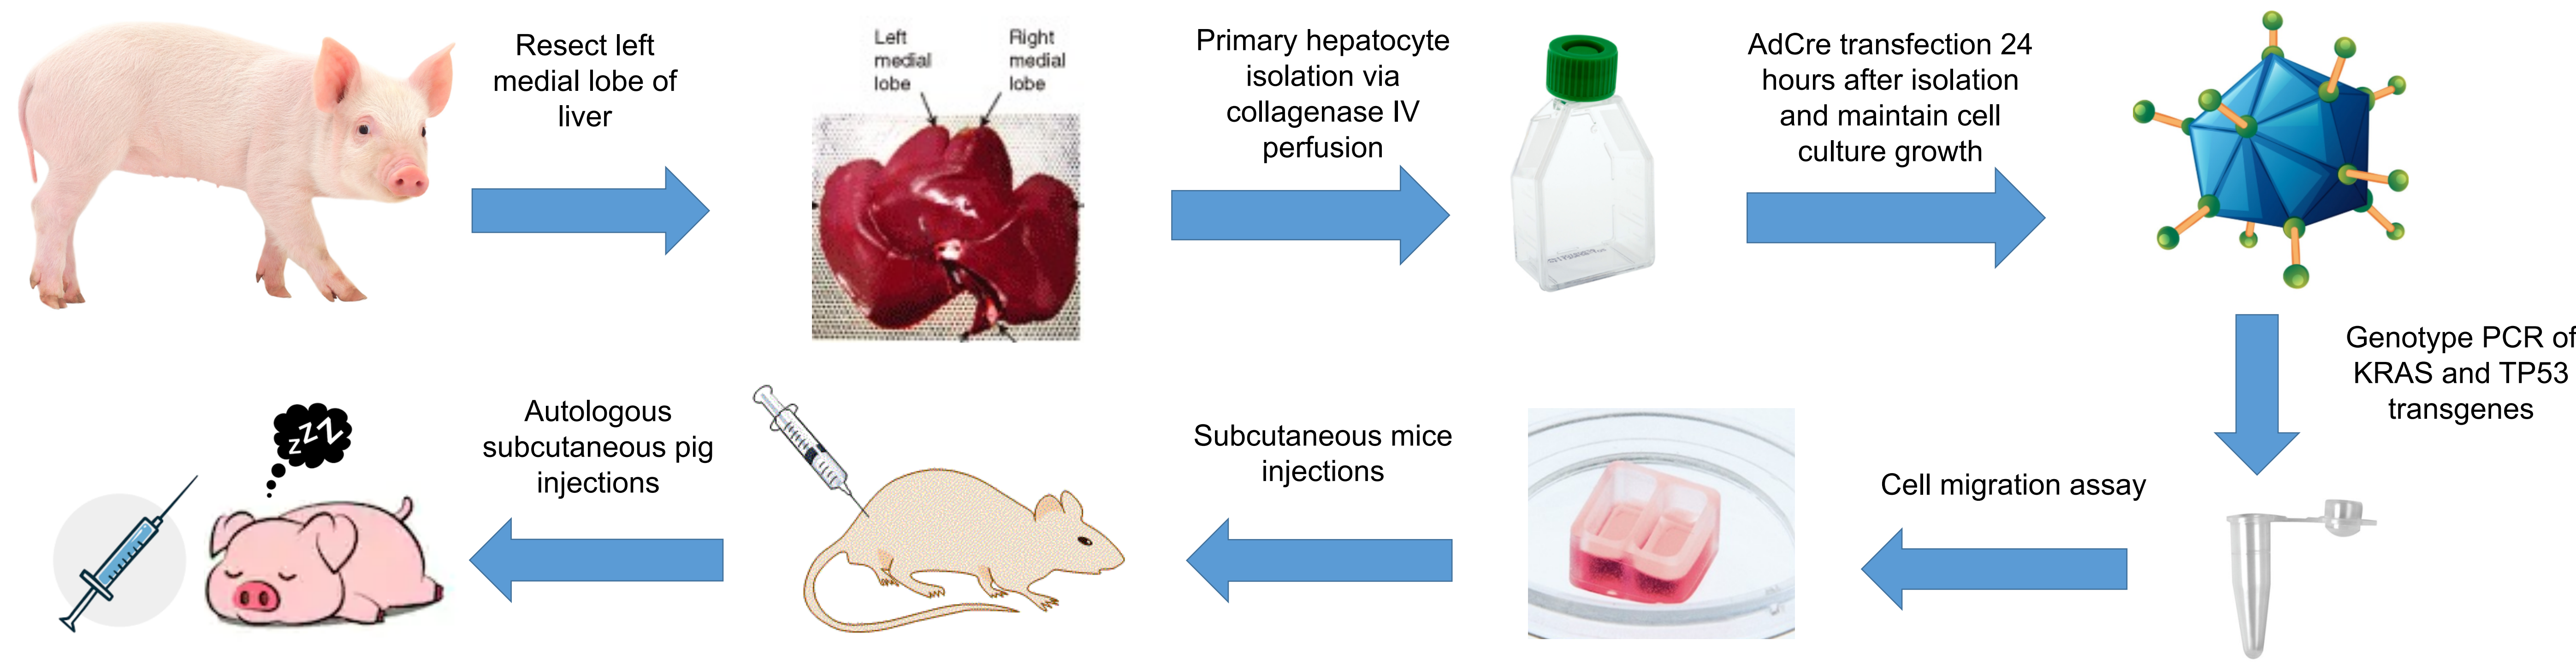 Resect left
medial lobe of
liver
Left
medial
lobe
Right
medial
lobe
Primary hepatocyte
isolation via
collagenase IV
perfusion
AdCre transfection 24
hours after isolation
and maintain cell
culture growth
Genotype PCR of
KRAS and TP53
transgenes
Cell migration assay
Subcutaneous mice
injections
Autologous
subcutaneous pig
injections
zzZ